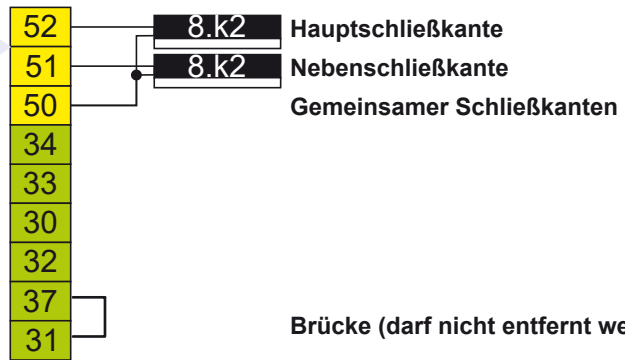 52 8.k2 Hauptschließkante
51 8.k2 Nebenschließkante
50 Gemeinsamer Schließkanten
34
33
30
32
37
31 Brücke (darf nicht entfernt we